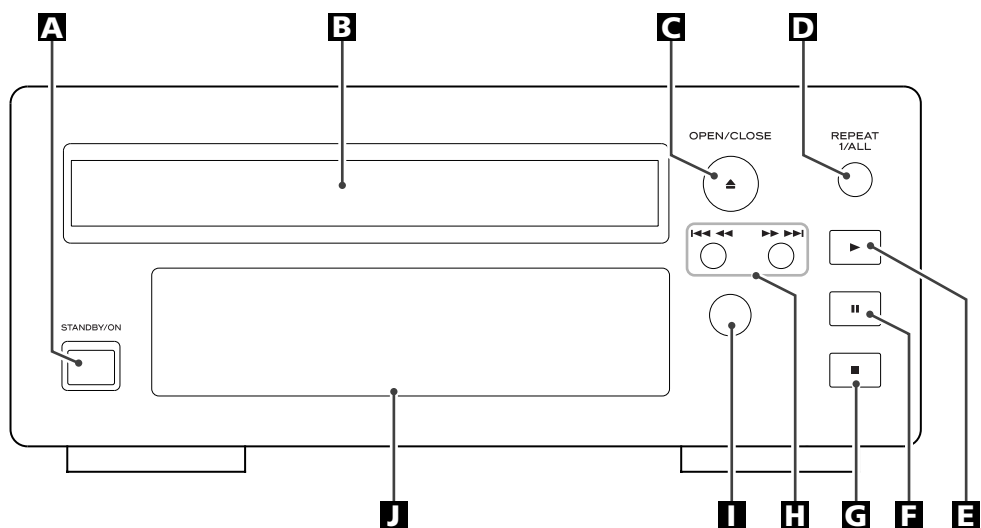 A B C D
OPEN/CLOSE
REPEAT
1/ALL
STANDBY/ON
J I H G F E